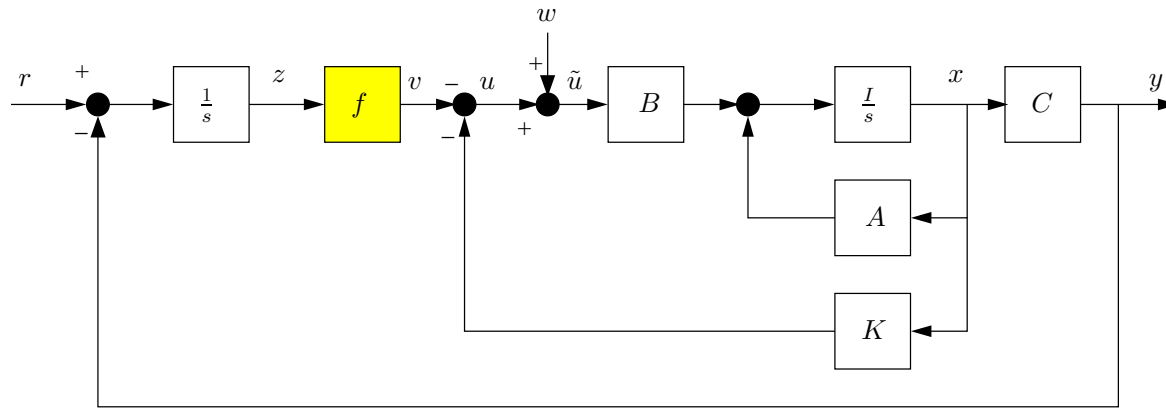 w
r + 1/s z f v − u + ũ B I/s x C y
− − +
A
K